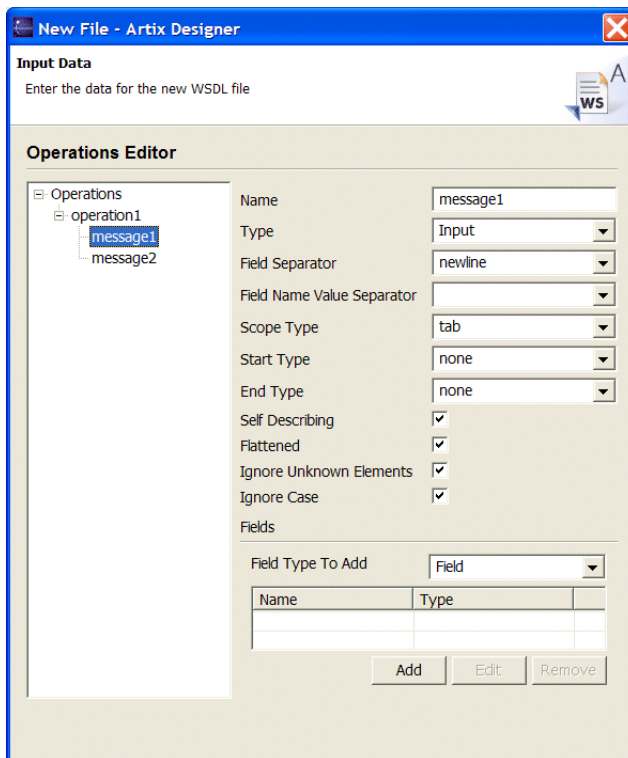 New File - Artix Designer
Input Data
Enter the data for the new WSDL file
A
WS
Operations Editor
Operations
operation1
message1
message2
Name message1
Type Input
Field Separator newline
Field Name Value Separator
Scope Type tab
Start Type none
End Type none
Self Describing
Flattened
Ignore Unknown Elements
Ignore Case
Fields
Field Type To Add Field
Name Type
Add Edit Remove